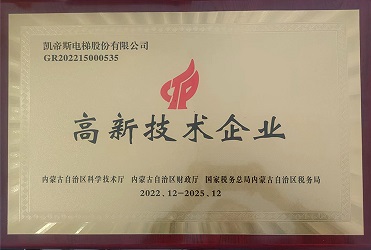 凯帝斯电梯股份有限公司
GR202215000535
高新技术企业
内蒙古自治区科学技术厅 内蒙古自治区财政厅 国家税务总局内蒙古自治区税务局
2022.12-2025.12